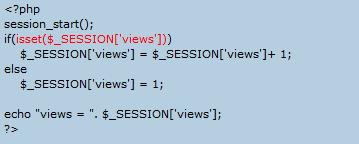 <?php
session_start();
if(isset($_SESSION['views']))
$_SESSION['views'] = $_SESSION['views']+ 1;
else
$_SESSION['views'] = 1;
echo "views = ". $_SESSION['views'];
?>